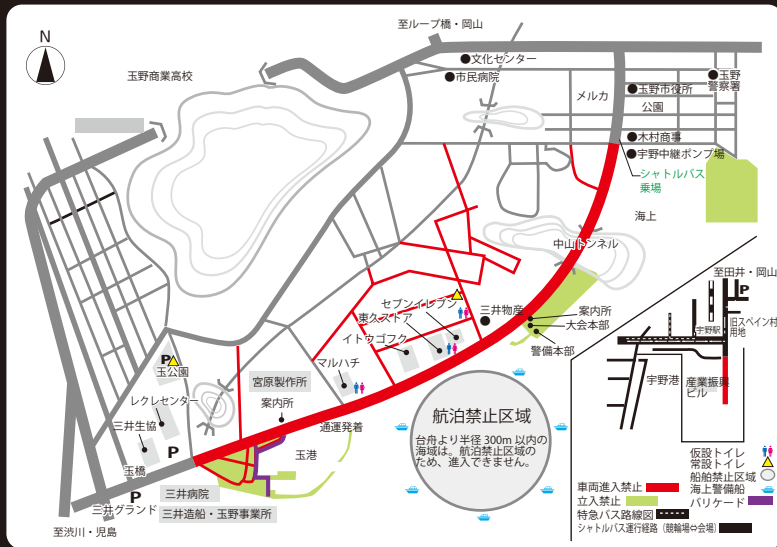 至ループ橋・岡山
N
文化センター
玉野商業高校
市民病院
玉野
警察署
メルカ
玉野市役所
公園
木村商事
宇野中継ポンプ場
シャトルバス
乗場
海上
中山トンネル
至田井・岡山
P
セブンイレブン
三井物産
案内所
東久ストア
大会本部
旧スペイン村
用地
宇野駅
イトウゴフク
警備本部
P
玉公園
マルハチ
宮原製作所
宇野港
産業振興
ビル
レクレセンター
案内所
航泊禁止区域
台舟より半径 300m 以内の
海域は。航泊禁止区域の
ため、進入できません。
通運発着
三井生協
P
玉港
玉橋
P
三井グランド
三井病院
三井造船・玉野事業所
至渋川・児島
仮設トイレ
常設トイレ
船舶禁止区域
車両進入禁止
海上警備船
立入禁止
バリケード
特急バス路線図
シャトルバス運行経路（競輪場⇔会場）